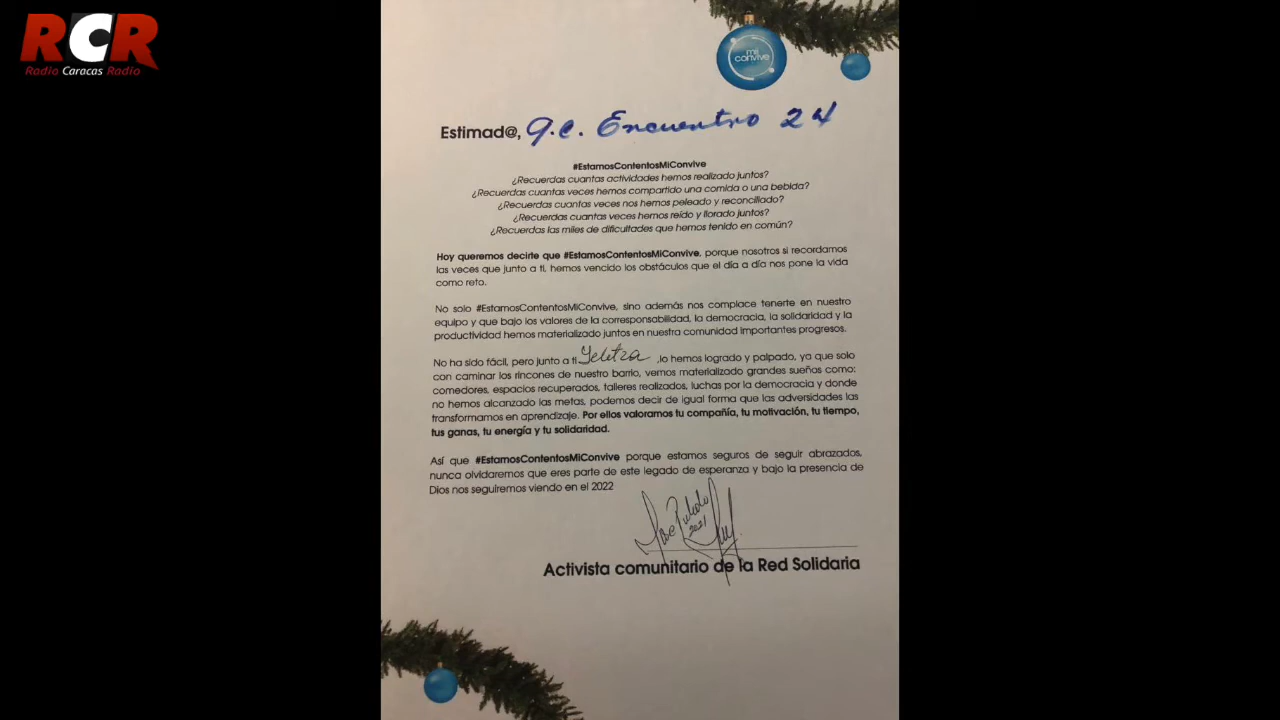 RCR
Radio Caracas Radio
mi
convive
Estimad@, g.c. Encuentro 24
#EstamosContentosMiConvive
¿Recuerdas cuantas actividades hemos realizado juntos?
¿Recuerdas cuantas veces hemos compartido una comida o una bebida?
¿Recuerdas cuantas veces nos hemos peleado y reconciliado?
¿Recuerdas cuantas veces hemos reído y llorado juntos?
¿Recuerdas las miles de dificultades que hemos tenido en común?
Hoy queremos decirte que #EstamosContentosMiConvive, porque nosotros si recordamos
las veces que junto a ti, hemos vencido los obstáculos que el día a día nos pone la vida
como reto.
No solo #EstamosContentosMiConvive, sino además nos complace tenerte en nuestro
equipo y que bajo los valores de la corresponsabilidad, la democracia, la solidaridad y la
productividad hemos materializado juntos en nuestra comunidad importantes progresos.
No ha sido fácil, pero junto a ti Yelitza ,lo hemos logrado y palpado, ya que solo
con caminar los rincones de nuestro barrio, vemos materializado grandes sueños como:
comedores, espacios recuperados, talleres realizados, luchas por la democracia y donde
no hemos alcanzado las metas, podemos decir de igual forma que las adversidades las
transformamos en aprendizaje. Por ellos valoramos tu compañía, tu motivación, tu tiempo,
tus ganas, tu energía y tu solidaridad.
Así que #EstamosContentosMiConvive porque estamos seguros de seguir abrazados,
nunca olvidaremos que eres parte de este legado de esperanza y bajo la presencia de
Dios nos seguiremos viendo en el 2022
2021
Activista comunitario de la Red Solidaria